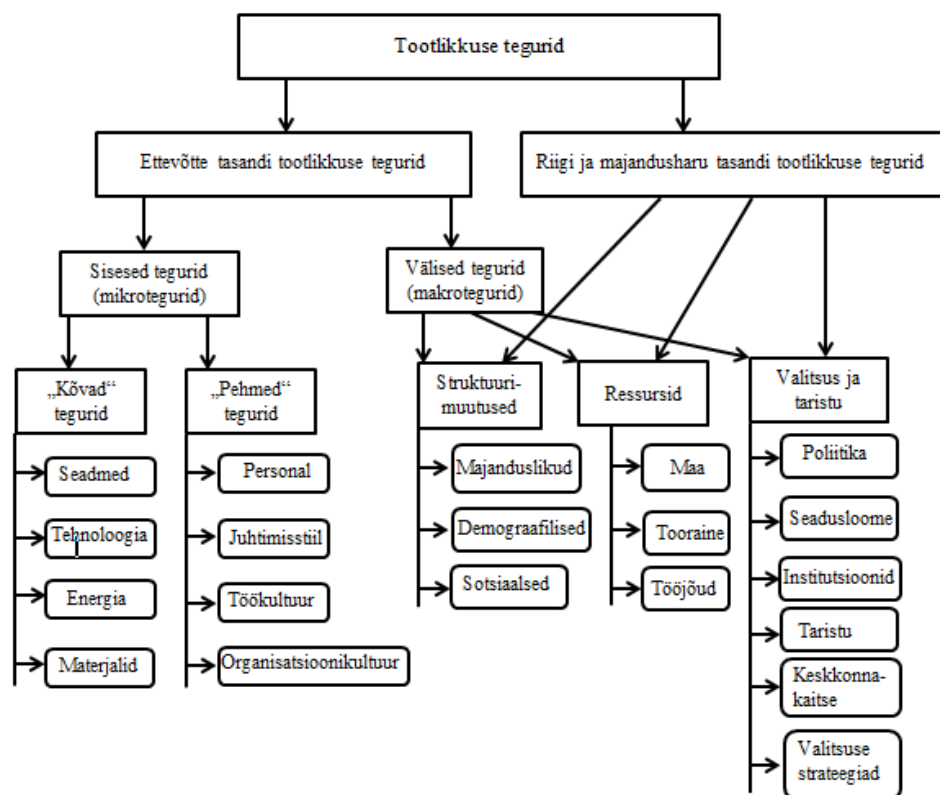 Tootlikkuse tegurid
Ettevõtte tasandi tootlikkuse tegurid
Riigi ja majandusharu tasandi tootlikkuse tegurid
Sisesed tegurid
(mikrotegurid)
Välised tegurid
(makrotegurid)
„Kõvad“
tegurid
„Pehmed“
tegurid
Struktuuri-
muutused
Ressursid
Valitsus ja
taristu
Seadmed
Tehnoloogia
Energia
Materjalid
Personal
Juhtimisstiil
Töökultuur
Organisatsioonikultuur
Majanduslikud
Demograafilised
Sotsiaalsed
Maa
Tooraine
Tööjõud
Poliitika
Seadusloome
Institutsioonid
Taristu
Keskkonna-
kaitse
Valitsuse
strateegiad